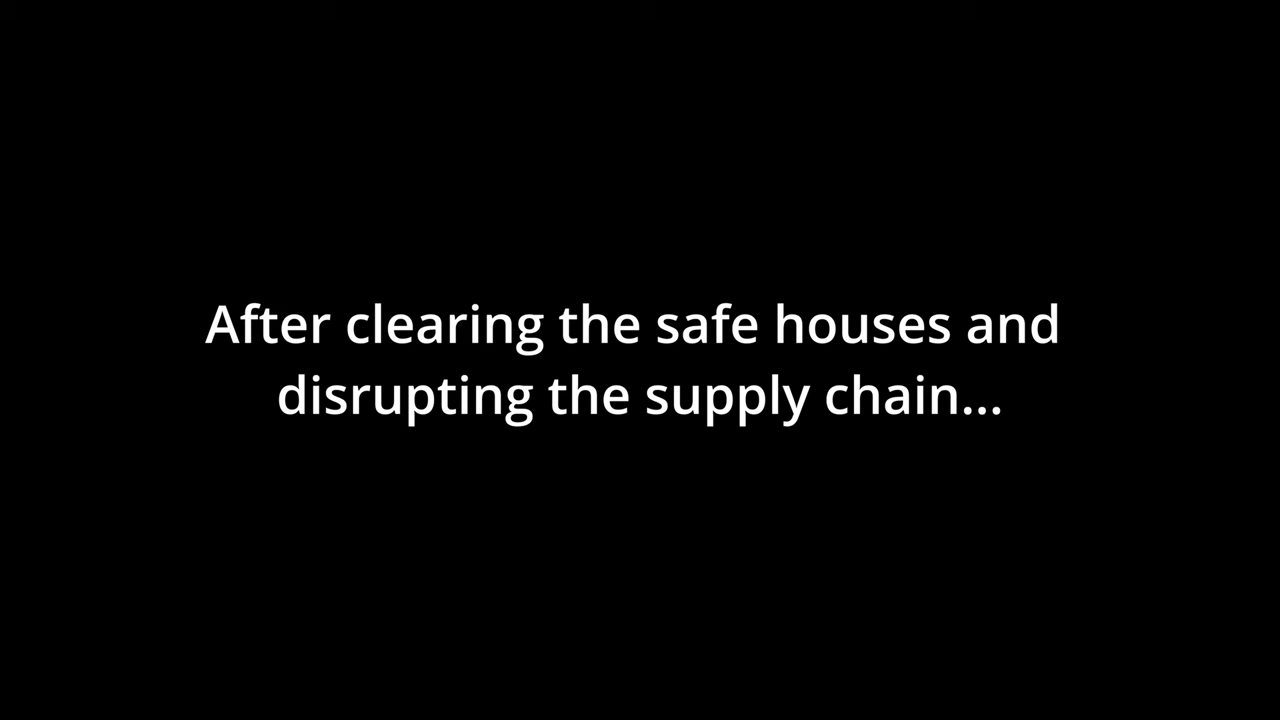 After clearing the safe houses and
disrupting the supply chain...